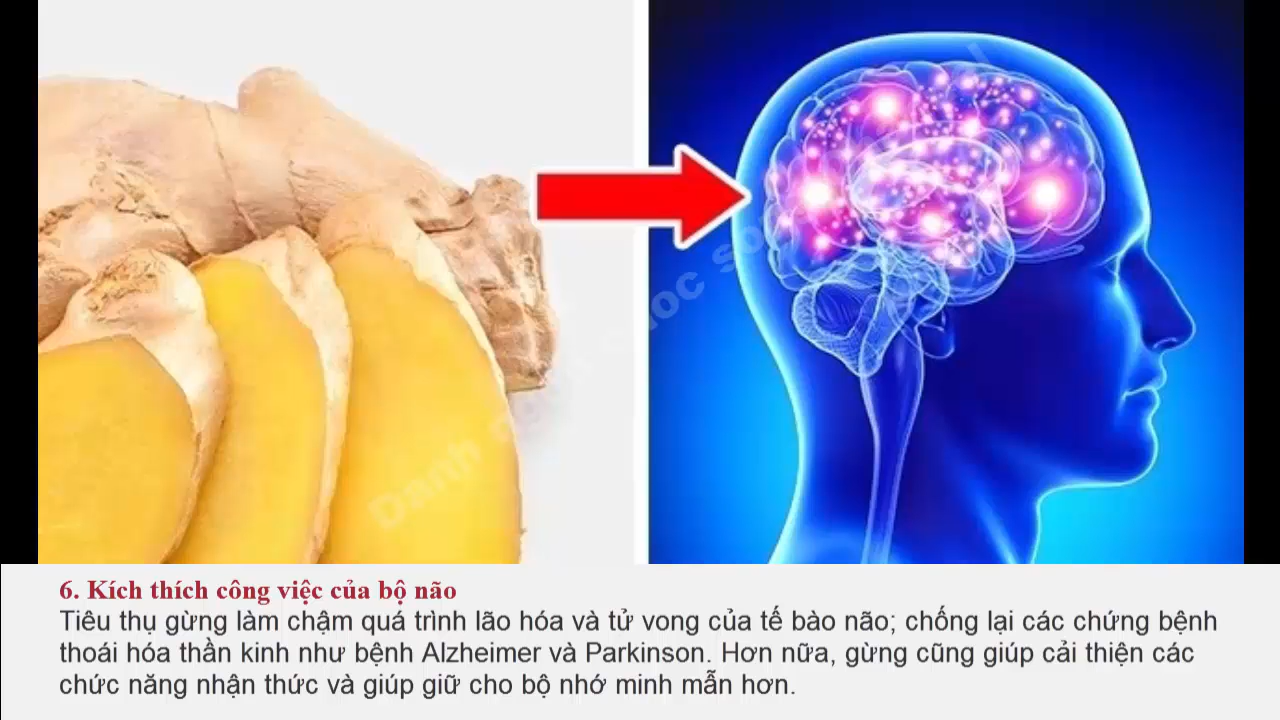 6. Kích thích công việc của bộ não
Tiêu thụ gừng làm chậm quá trình lão hóa và tử vong của tế bào não; chống lại các chứng bệnh
thoái hóa thần kinh như bệnh Alzheimer và Parkinson. Hơn nữa, gừng cũng giúp cải thiện các
chức năng nhận thức và giúp giữ cho bộ nhớ minh mẫn hơn.